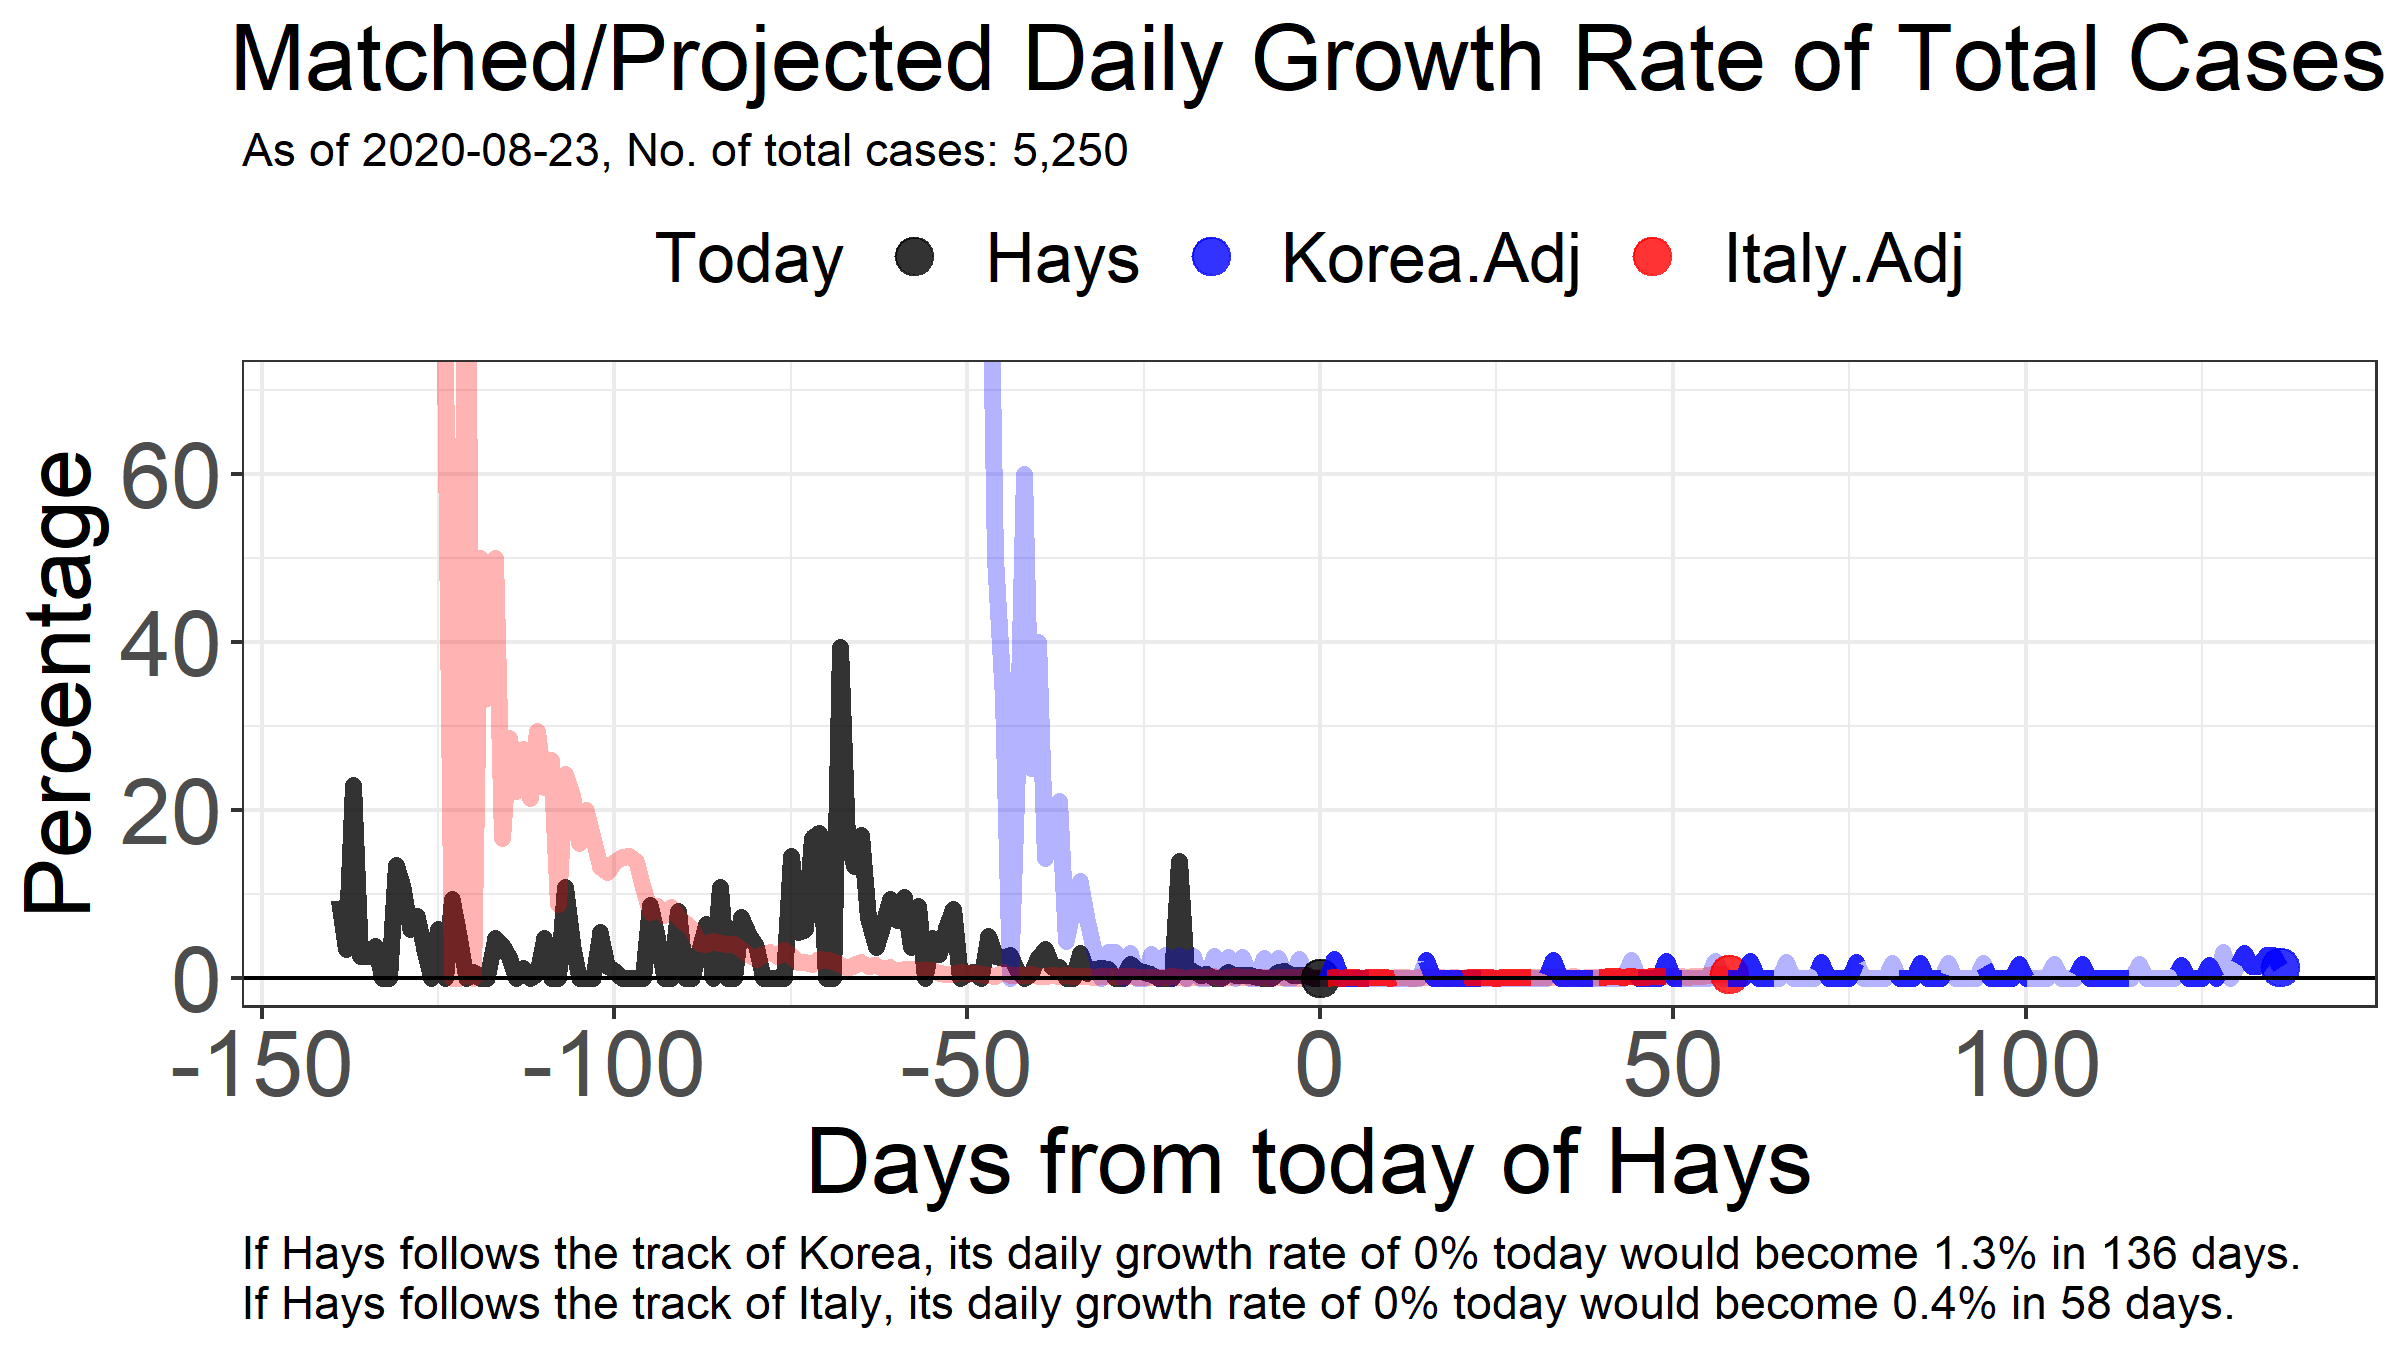 Matched/Projected Daily Growth Rate of Total Cases
As of 2020-08-23, No. of total cases: 5,250
Today Hays Korea.Adj Italy.Adj
Percentage
60
40
20
0
-150 -100 -50 0 50 100
Days from today of Hays
If Hays follows the track of Korea, its daily growth rate of 0% today would become 1.3% in 136 days.
If Hays follows the track of Italy, its daily growth rate of 0% today would become 0.4% in 58 days.